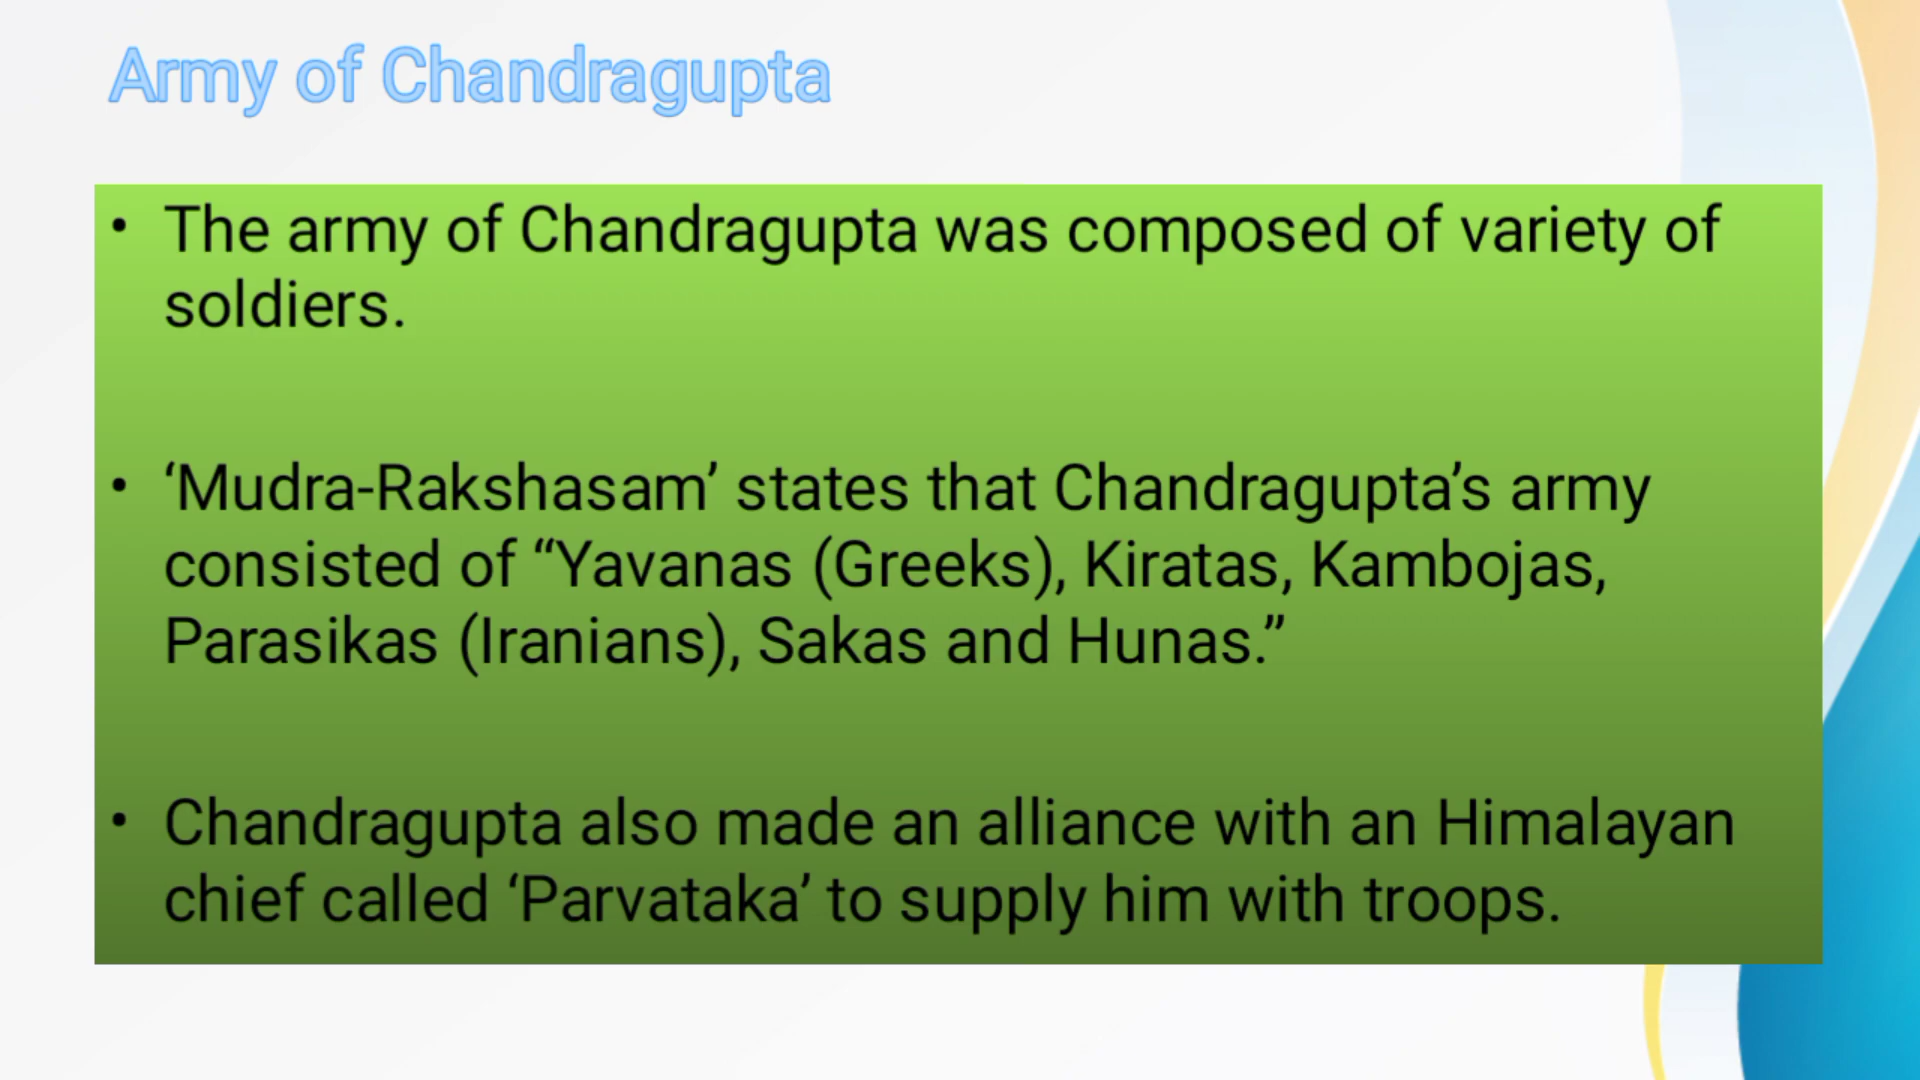 Army of Chandragupta
• The army of Chandragupta was composed of variety of
soldiers.
• ‘Mudra-Rakshasam’ states that Chandragupta’s army
consisted of “Yavanas (Greeks), Kiratas, Kambojas,
Parasikas (Iranians), Sakas and Hunas.”
• Chandragupta also made an alliance with an Himalayan
chief called ‘Parvataka’ to supply him with troops.